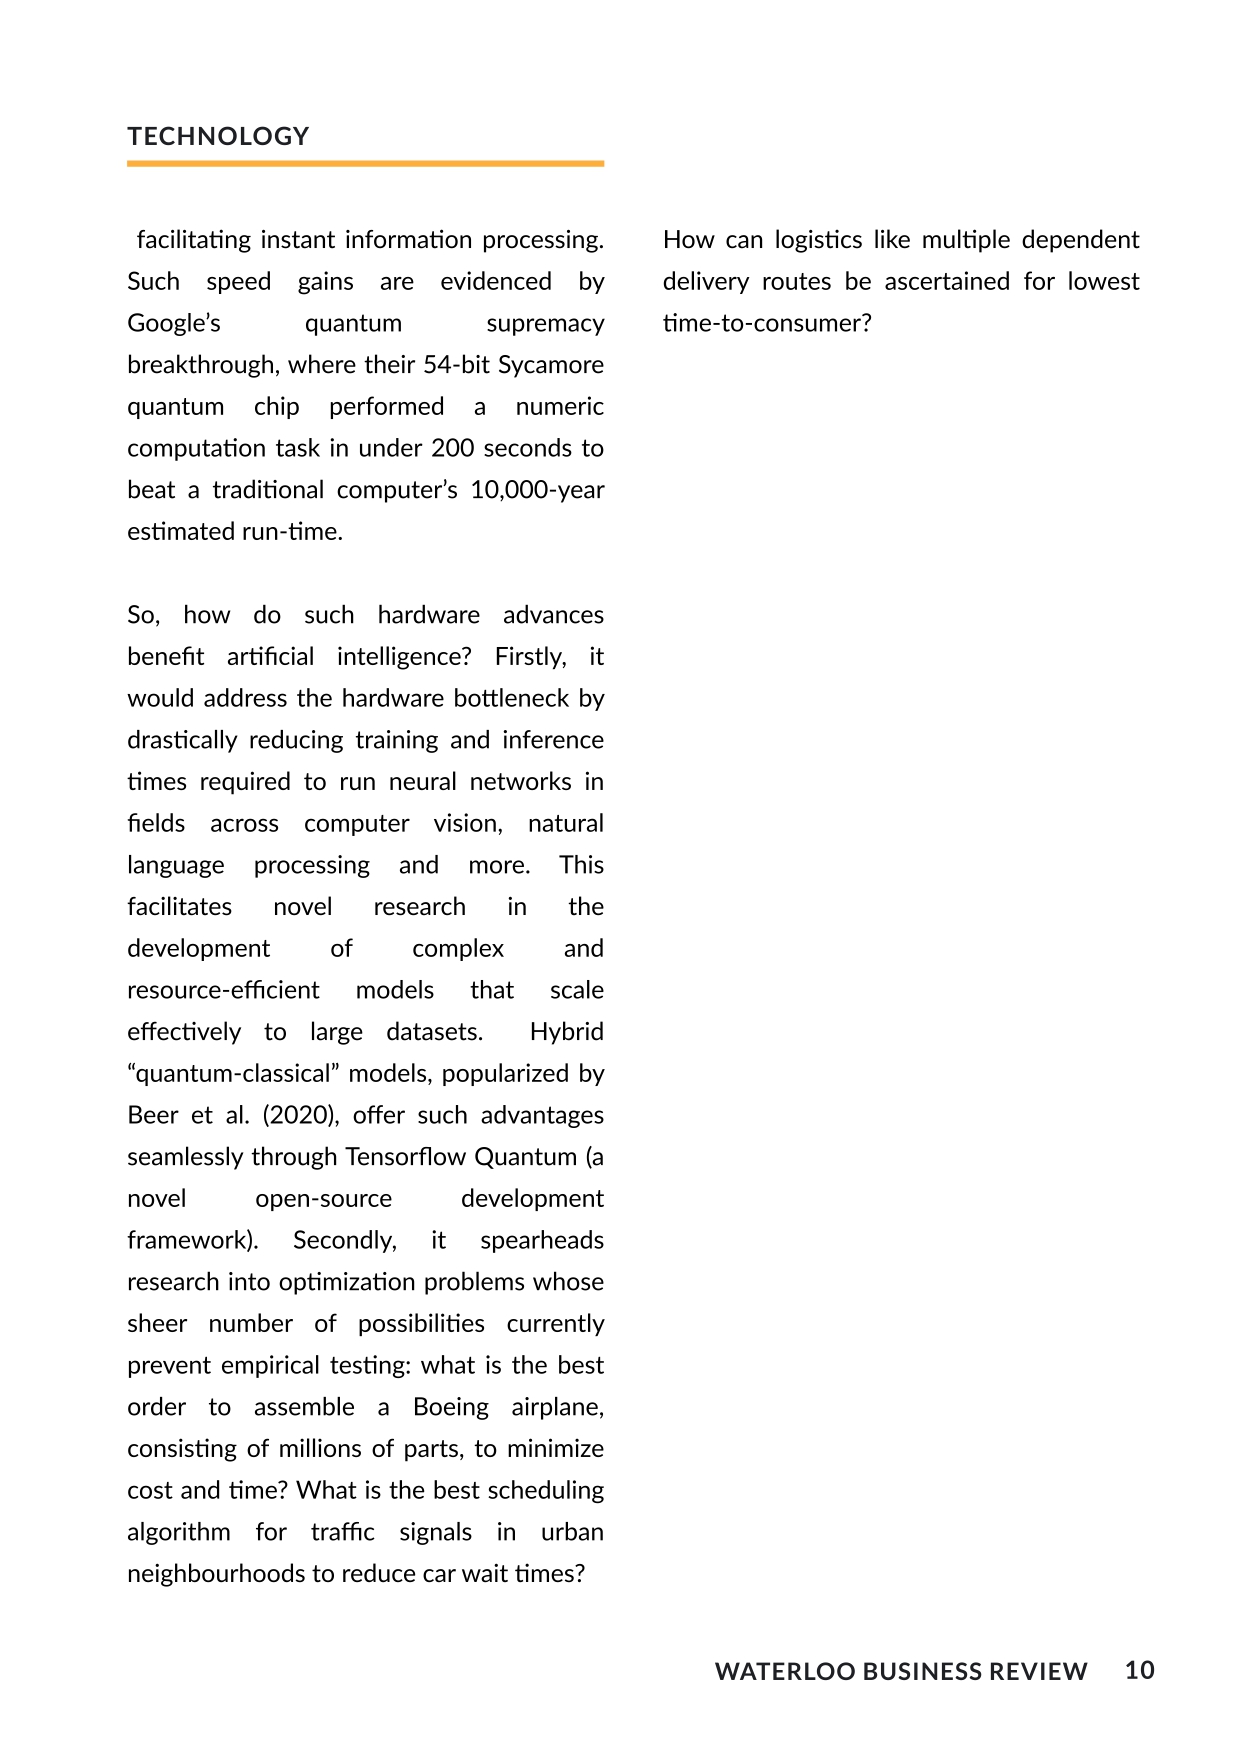 TECHNOLOGY
facilitating instant information processing.
Such speed gains are evidenced by
Google’s quantum supremacy
breakthrough, where their 54-bit Sycamore
quantum chip performed a numeric
computation task in under 200 seconds to
beat a traditional computer’s 10,000-year
estimated run-time.
So, how do such hardware advances
benefit artificial intelligence? Firstly, it
would address the hardware bottleneck by
drastically reducing training and inference
times required to run neural networks in
fields across computer vision, natural
language processing and more. This
facilitates novel research in the
development of complex and
resource-efficient models that scale
effectively to large datasets. Hybrid
“quantum-classical” models, popularized by
Beer et al. (2020), offer such advantages
seamlessly through Tensorflow Quantum (a
novel open-source development
framework). Secondly, it spearheads
research into optimization problems whose
sheer number of possibilities currently
prevent empirical testing: what is the best
order to assemble a Boeing airplane,
consisting of millions of parts, to minimize
cost and time? What is the best scheduling
algorithm for traffic signals in urban
neighbourhoods to reduce car wait times?
How can logistics like multiple dependent
delivery routes be ascertained for lowest
time-to-consumer?
WATERLOO BUSINESS REVIEW 10